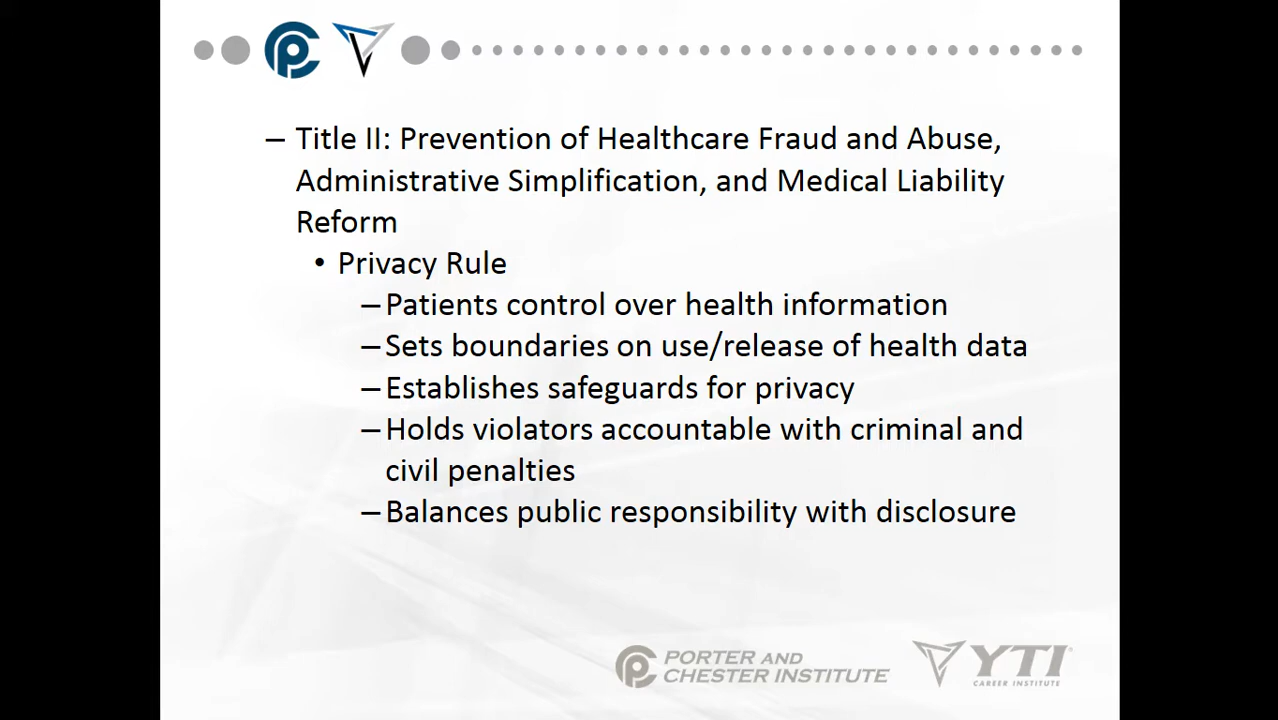 – Title II: Prevention of Healthcare Fraud and Abuse,
Administrative Simplification, and Medical Liability
Reform
• Privacy Rule
–Patients control over health information
–Sets boundaries on use/release of health data
–Establishes safeguards for privacy
–Holds violators accountable with criminal and
civil penalties
–Balances public responsibility with disclosure
PORTER AND
CHESTER INSTITUTE
YTI
CAREER INSTITUTE